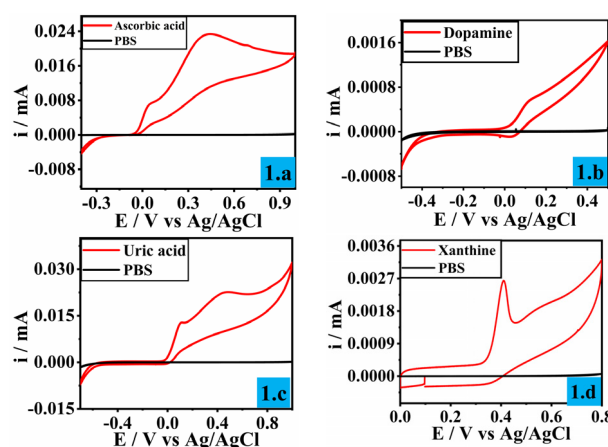 Ascorbic acid
PBS
0.024
0.016
0.008
0.000
-0.008
i / mA
-0.3 0.0 0.3 0.6 0.9
E / V vs Ag/AgCl
1.a
Dopamine
PBS
0.0016
0.0008
0.0000
-0.0008
i / mA
-0.4 -0.2 0.0 0.2 0.4
E / V vs Ag/AgCl
1.b
Uric acid
PBS
0.030
0.015
0.000
-0.015
i / mA
-0.5 0.0 0.5 1.0
E / V vs Ag/AgCl
1.c
Xanthine
PBS
0.0036
0.0027
0.0018
0.0009
0.0000
i / mA
0.0 0.2 0.4 0.6 0.8
E / V vs Ag/AgCl
1.d